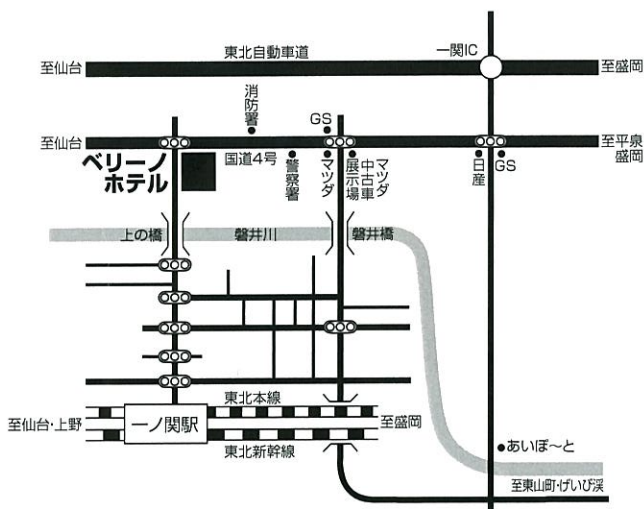 東北自動車道
一関IC
至仙台
至盛岡
消防署
GS
至仙台
至平泉
盛岡
ベリーノ
ホテル
国道4号
警察署
マツダ
マツダ
中古車
展示場
日産
GS
上の橋
磐井川
磐井橋
東北本線
至仙台・上野
一ノ関駅
至盛岡
東北新幹線
あいぽ〜と
至東山町・げいび渓